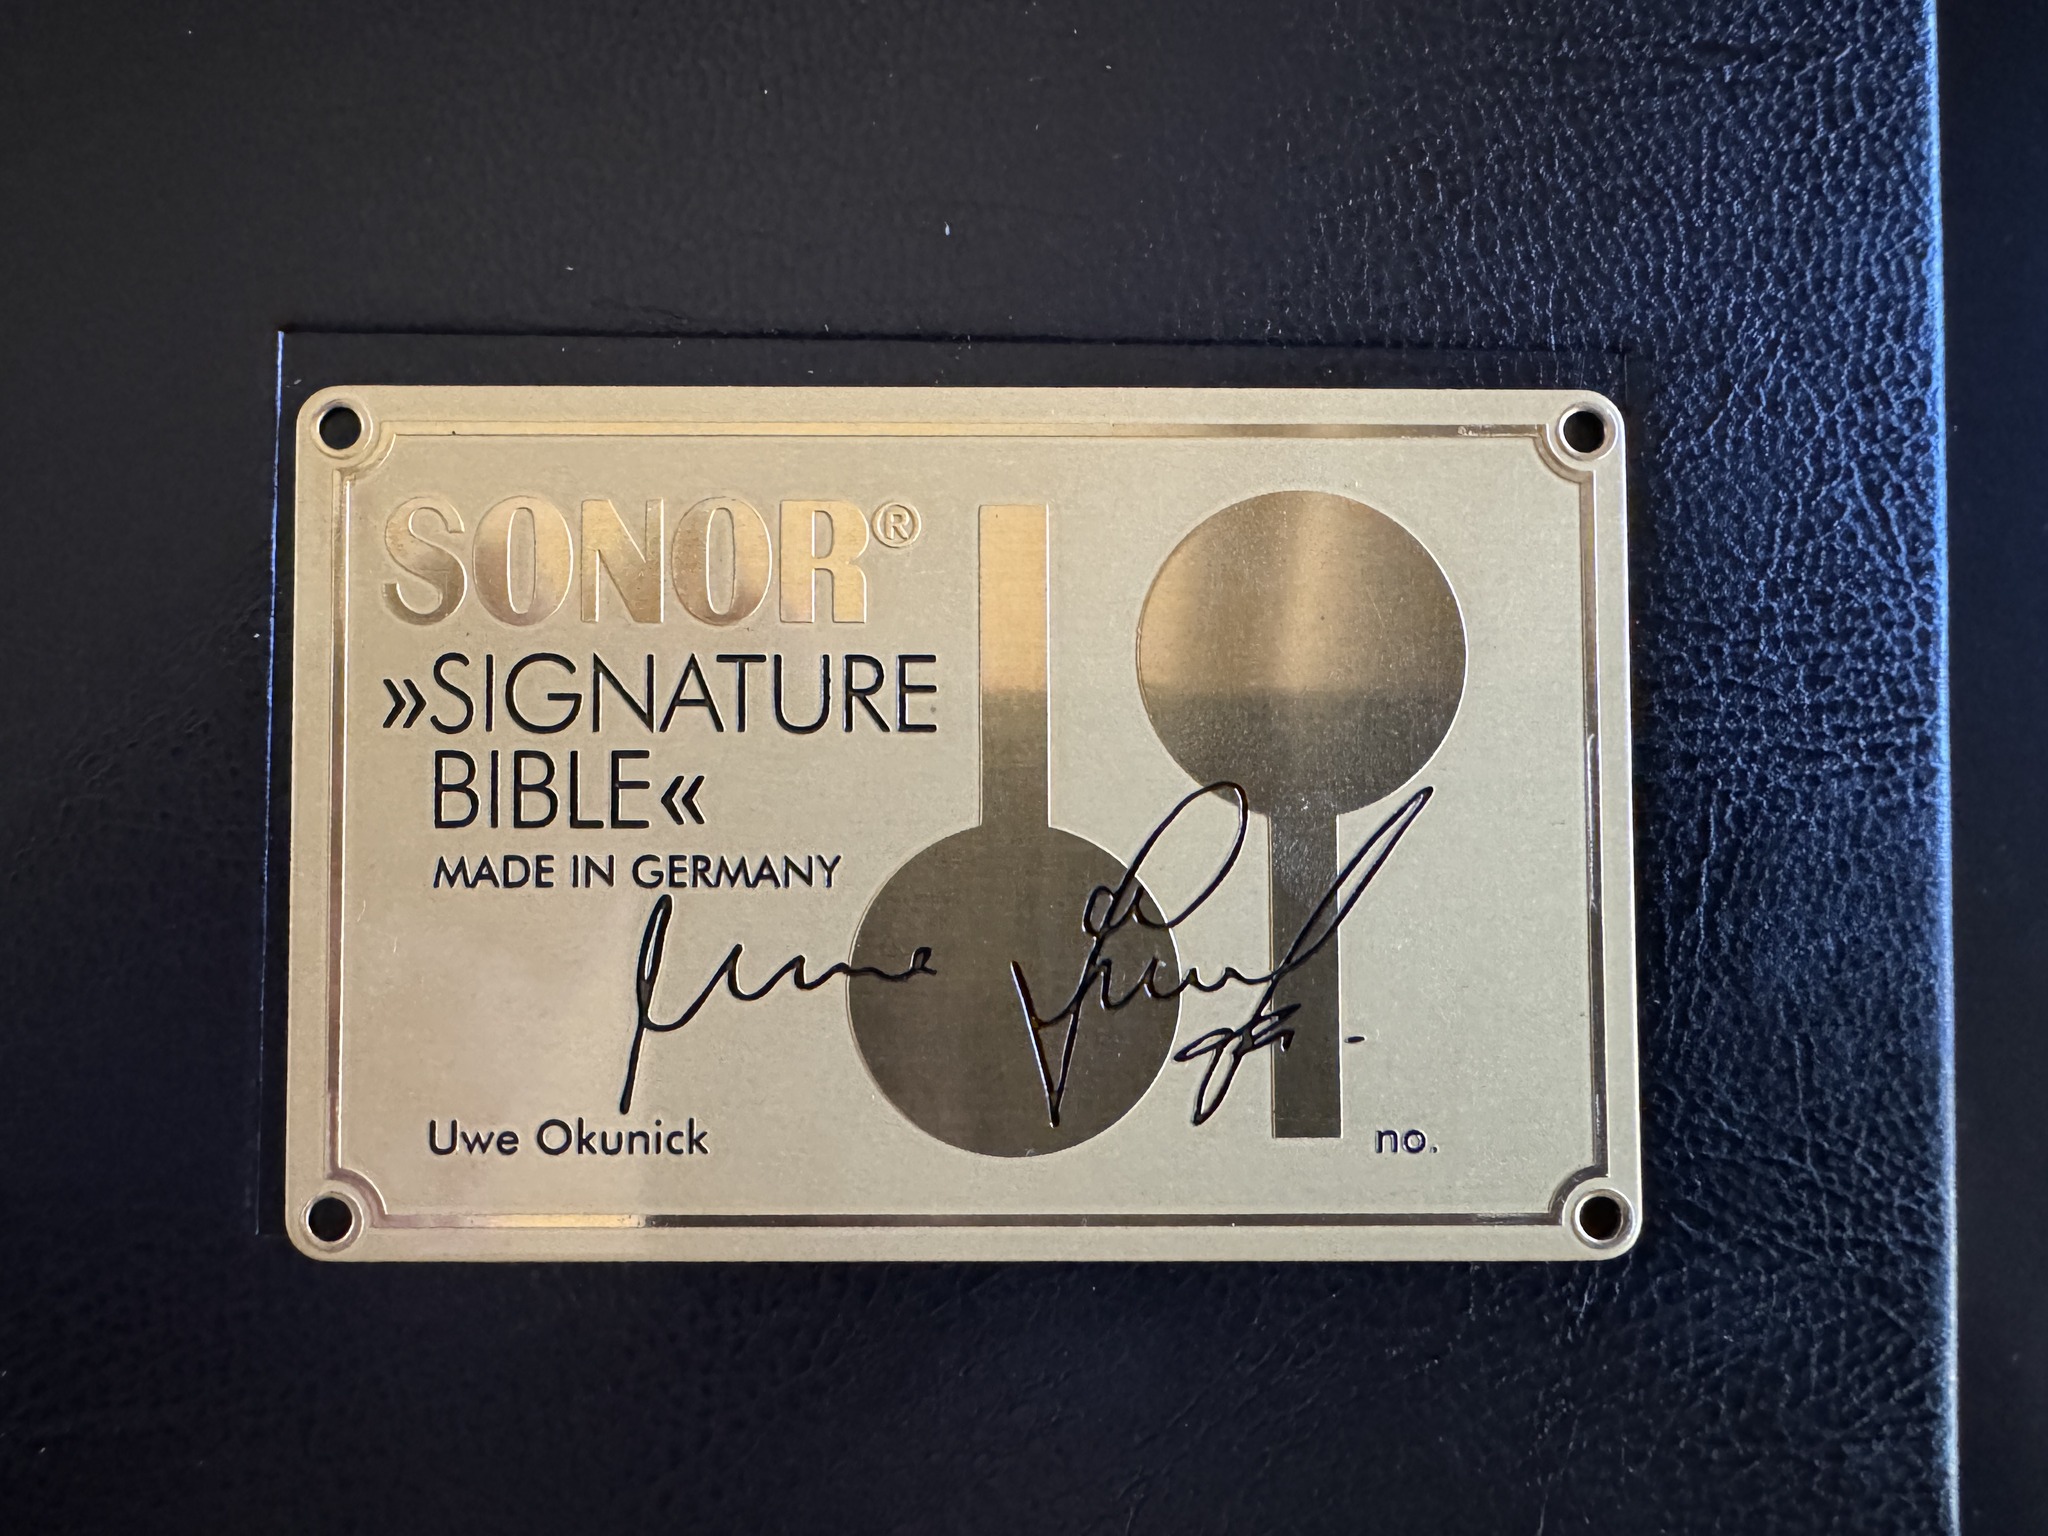 SONOR®
»SIGNATURE
BIBLE«
MADE IN GERMANY
Uwe Okunick
no.